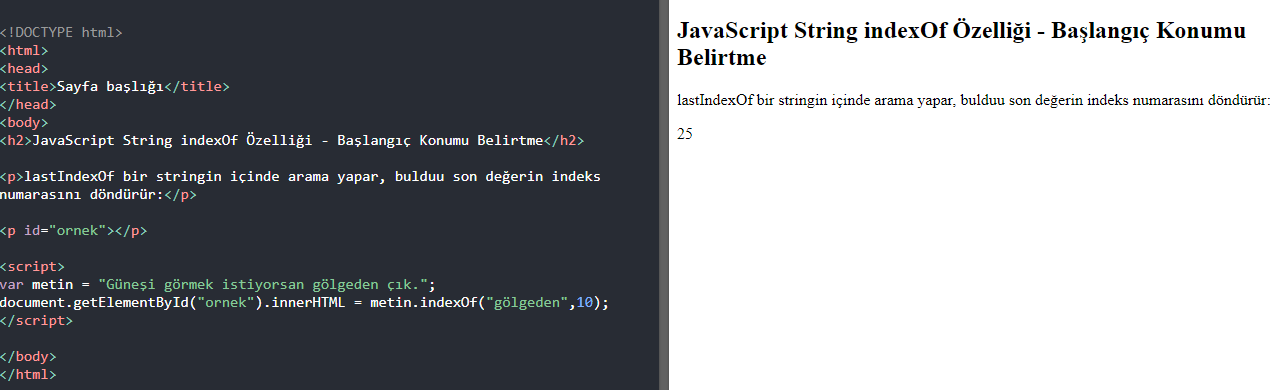 <!DOCTYPE html>
<html>
<head>
<title>Sayfa başlığı</title>
</head>
<body>
<h2>JavaScript String indexOf Özelliği - Başlangıç Konumu Belirtme</h2>
<p>lastIndexOf bir stringin içinde arama yapar, bulduu son değerin indeks
numarasını döndürür:</p>
<p id="ornek"></p>
<script>
var metin = "Güneşi görmek istiyorsan gölgeden çık.";
document.getElementById("ornek").innerHTML = metin.indexOf("gölgeden",10);
</script>
</body>
</html>
JavaScript String indexOf Özelliği - Başlangıç Konumu
Belirtme
lastIndexOf bir stringin içinde arama yapar, bulduu son değerin indeks numarasını döndürür:
25